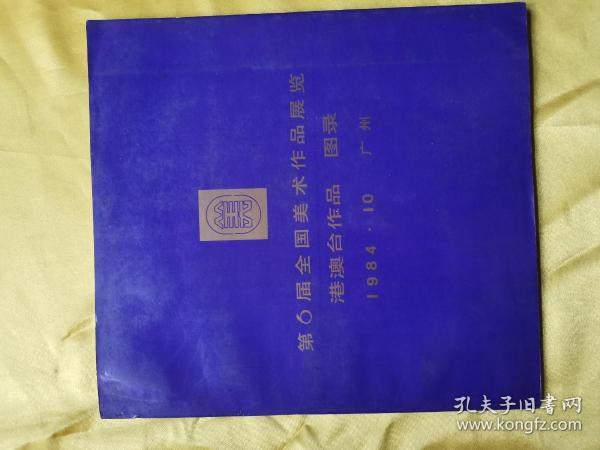 第6届全国美术作品展览
港澳台作品 图录
1984·10 广州
孔夫子旧書网
www.kongfz.com